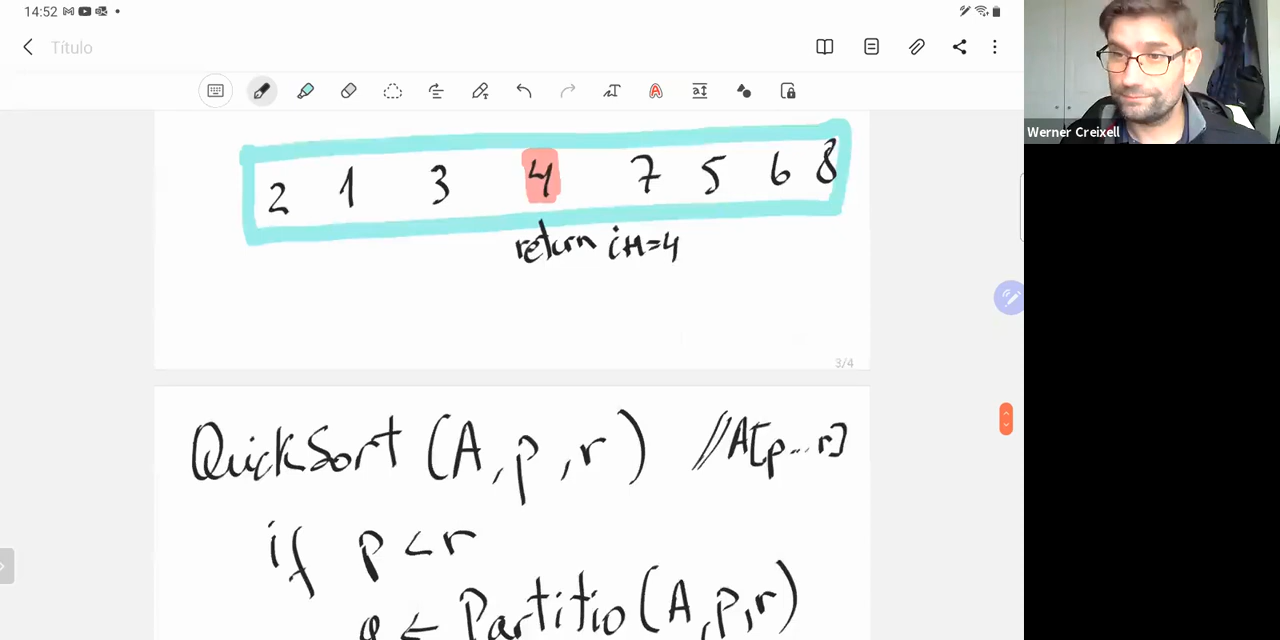 14:52
Título
Werner Creixell
2 1 3 4 7 5 6 8
return i+1=4
3/4
QuickSort (A, p, r) //A[p...r]
if p < r
q ← Partitio(A, p, r)